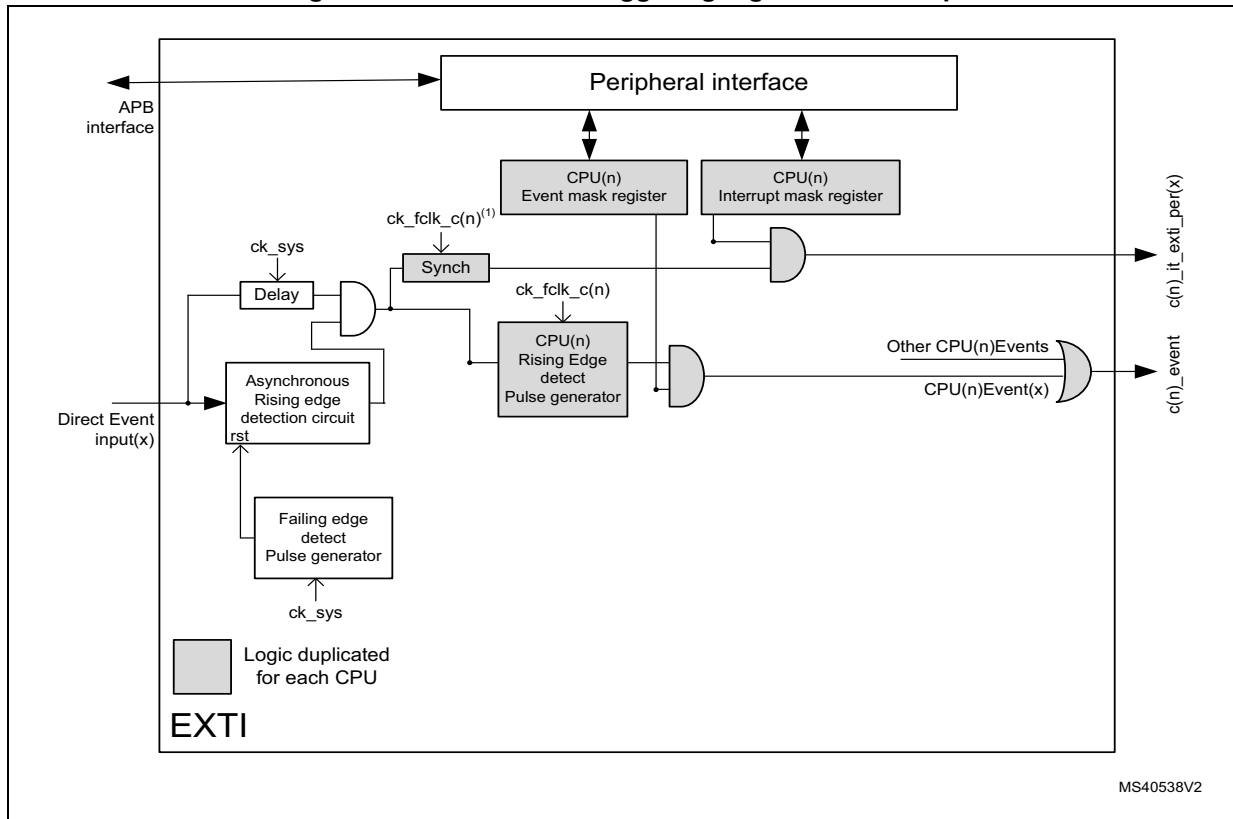 Peripheral interface
APB
interface
CPU(n)
Event mask register
CPU(n)
Interrupt mask register
ck_fclk_c(n)(1)
ck_sys
Synch
Delay
ck_fclk_c(n)
c(n)_it_exti_per(x)
CPU(n)
Rising Edge
detect
Pulse generator
Other CPU(n)Events
CPU(n)Event(x)
c(n)_event
Asynchronous
Rising edge
detection circuit
rst
Direct Event
input(x)
Failing edge
detect
Pulse generator
ck_sys
Logic duplicated
for each CPU
EXTI
MS40538V2